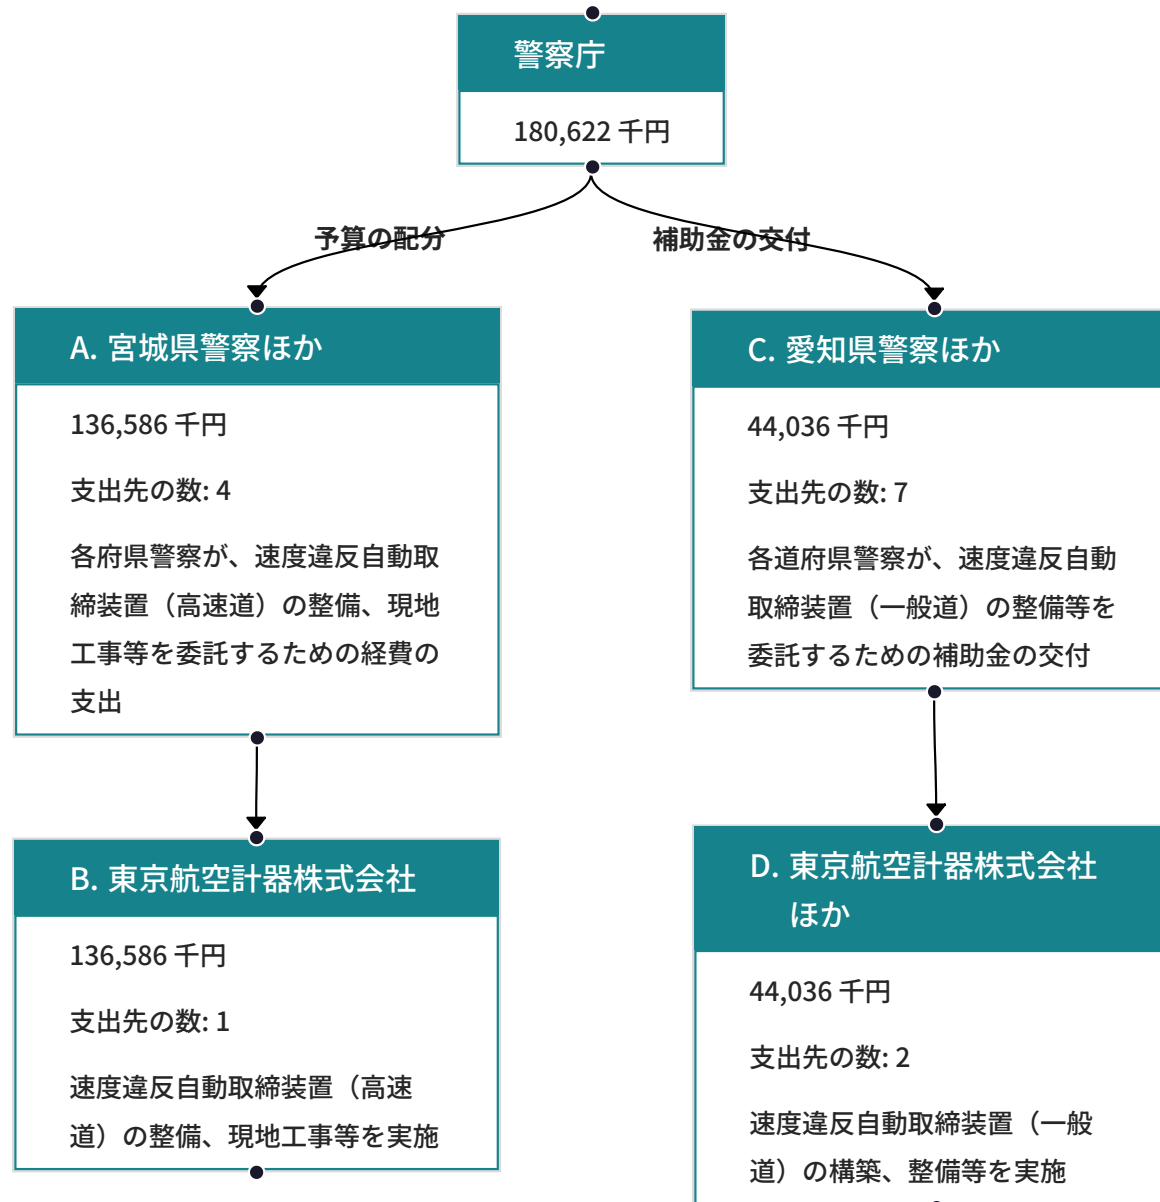 警察庁
180,622 千円
予算の配分
補助金の交付
A. 宮城県警察ほか
136,586 千円
支出先の数: 4
各府県警察が、速度違反自動取
締装置（高速道）の整備、現地
工事等を委託するための経費の
支出
C. 愛知県警察ほか
44,036 千円
支出先の数: 7
各道府県警察が、速度違反自動
取締装置（一般道）の整備等を
委託するための補助金の交付
B. 東京航空計器株式会社
136,586 千円
支出先の数: 1
速度違反自動取締装置（高速
道）の整備、現地工事等を実施
D. 東京航空計器株式会社
ほか
44,036 千円
支出先の数: 2
速度違反自動取締装置（一般
道）の構築、整備等を実施